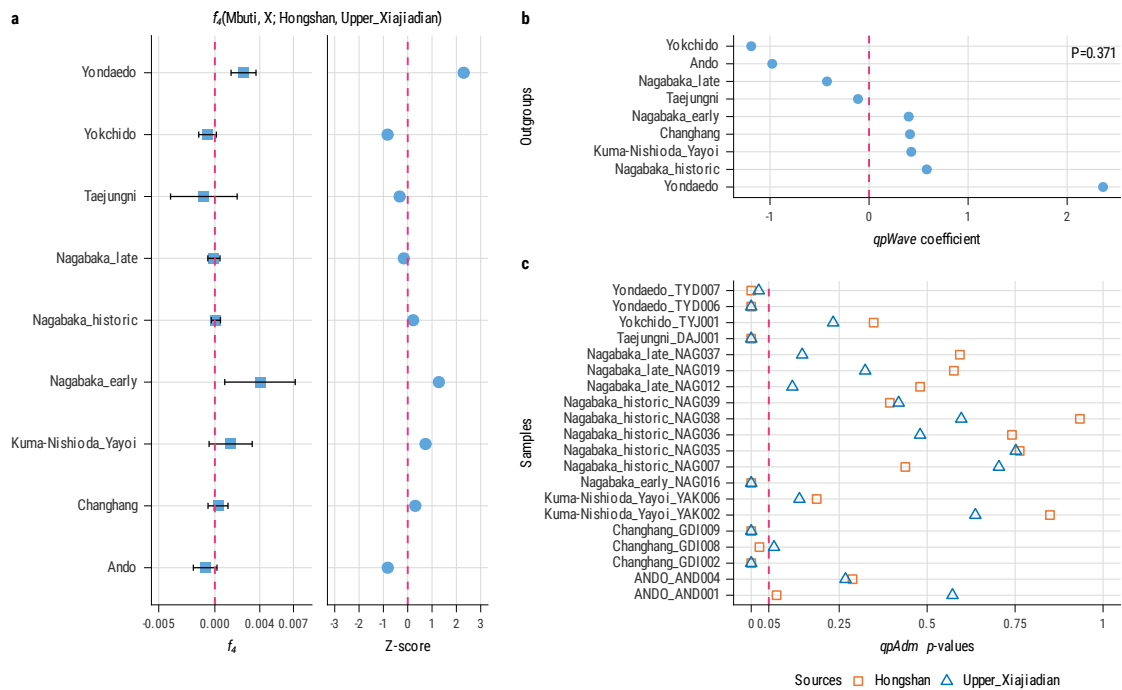 a
f4(Mbuti, X; Hongshan, Upper_Xiajiadian)
Yondaedo
Yokchido
Taejungni
Nagabaka_late
Nagabaka_historic
Nagabaka_early
Kuma-Nishioda_Yayoi
Changhang
Ando
-0.005 0.000 0.004 0.007
f4
-3 -2 -1 0 1 2 3
Z-score
b
P=0.371
Outgroups
Yokchido
Ando
Nagabaka_late
Taejungni
Nagabaka_early
Changhang
Kuma-Nishioda_Yayoi
Nagabaka_historic
Yondaedo
-1 0 1 2
qpWave coefficient
c
Samples
Yondaedo_TYD007
Yondaedo_TYD006
Yokchido_TYJ001
Taejungni_DAJ001
Nagabaka_late_NAG037
Nagabaka_late_NAG019
Nagabaka_late_NAG012
Nagabaka_historic_NAG039
Nagabaka_historic_NAG038
Nagabaka_historic_NAG036
Nagabaka_historic_NAG035
Nagabaka_historic_NAG007
Nagabaka_early_NAG016
Kuma-Nishioda_Yayoi_YAK006
Kuma-Nishioda_Yayoi_YAK002
Changhang_GDI009
Changhang_GDI008
Changhang_GDI002
ANDO_AND004
ANDO_AND001
0 0.05 0.25 0.5 0.75 1
qpAdm p-values
Sources Hongshan Upper_Xiajiadian